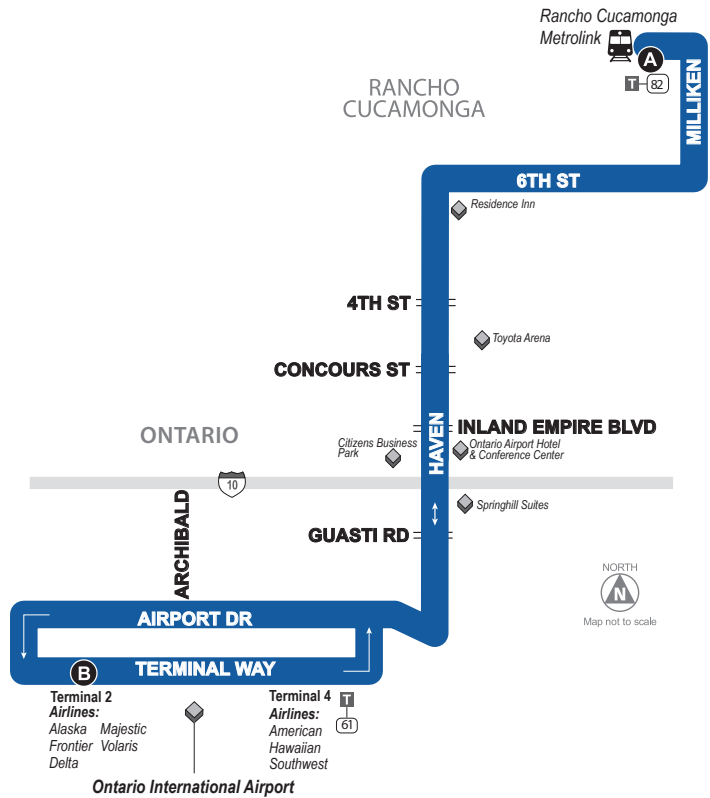 Rancho Cucamonga
Metrolink
A
T
82
MILLIKEN
RANCHO
CUCAMONGA
6TH ST
Residence Inn
4TH ST
Toyota Arena
CONCOURS ST
HAVEN
INLAND EMPIRE BLVD
ONTARIO
Citizens Business
Park
Ontario Airport Hotel
& Conference Center
10
Springhill Suites
ARCHIBALD
GUASTI RD
NORTH
N
Map not to scale
AIRPORT DR
B
TERMINAL WAY
Terminal 2
Airlines:
Alaska Majestic
Frontier Volaris
Delta
Terminal 4
Airlines:
American
Hawaiian
Southwest
T
61
Ontario International Airport